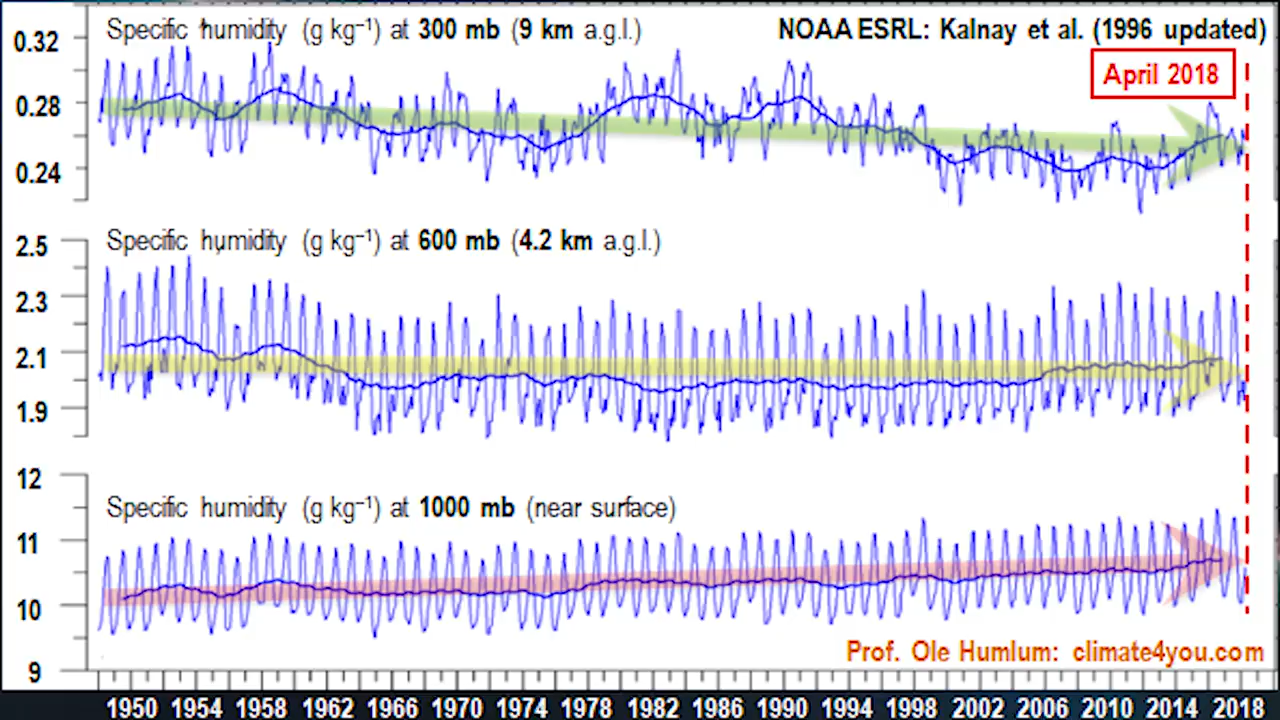 Specific humidity (g kg⁻¹) at 300 mb (9 km a.g.l.)
NOAA ESRL: Kalnay et al. (1996 updated)
April 2018
0.32
0.28
0.24
Specific humidity (g kg⁻¹) at 600 mb (4.2 km a.g.l.)
2.5
2.3
2.1
1.9
12
Specific humidity (g kg⁻¹) at 1000 mb (near surface)
11
10
9
Prof. Ole Humlum: climate4you.com
1950 1954 1958 1962 1966 1970 1974 1978 1982 1986 1990 1994 1998 2002 2006 2010 2014 2018